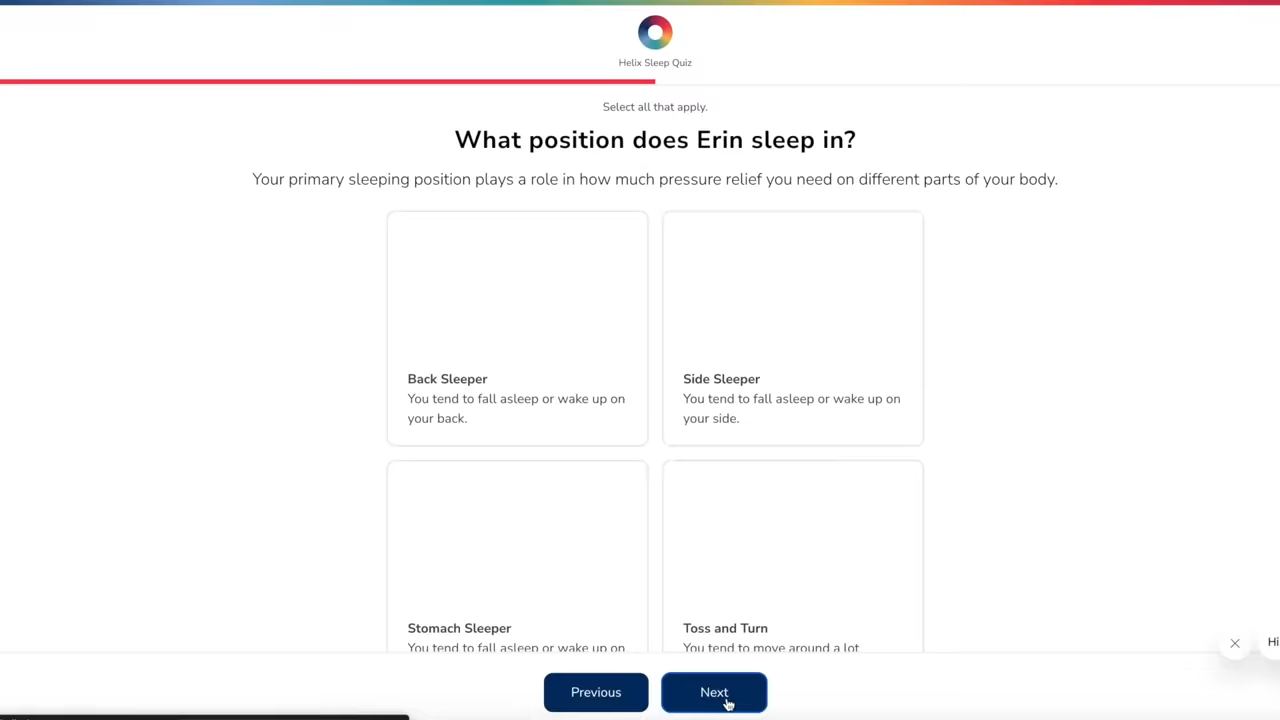 Helix Sleep Quiz
Select all that apply.
What position does Erin sleep in?
Your primary sleeping position plays a role in how much pressure relief you need on different parts of your body.
Back Sleeper
You tend to fall asleep or wake up on
your back.
Side Sleeper
You tend to fall asleep or wake up on
your side.
Stomach Sleeper
You tend to fall asleep or wake up on
Toss and Turn
You tend to move around a lot
Hi
Previous
Next